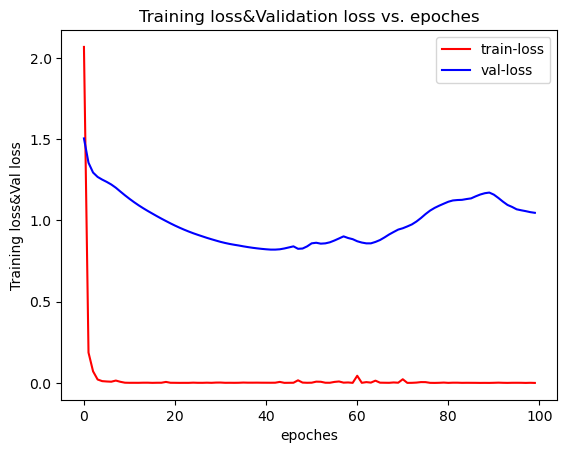 Training loss&Validation loss vs. epoches
train-loss
val-loss
Training loss&Val loss
2.0
1.5
1.0
0.5
0.0
0 20 40 60 80 100
epoches